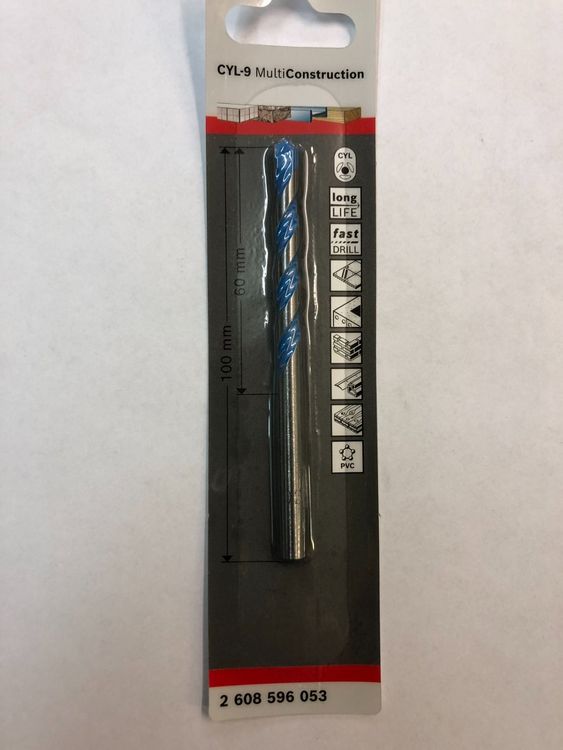 CYL-9 MultiConstruction
CYL
long
LIFE
fast
DRILL
60 mm
100 mm
PVC
2 608 596 053